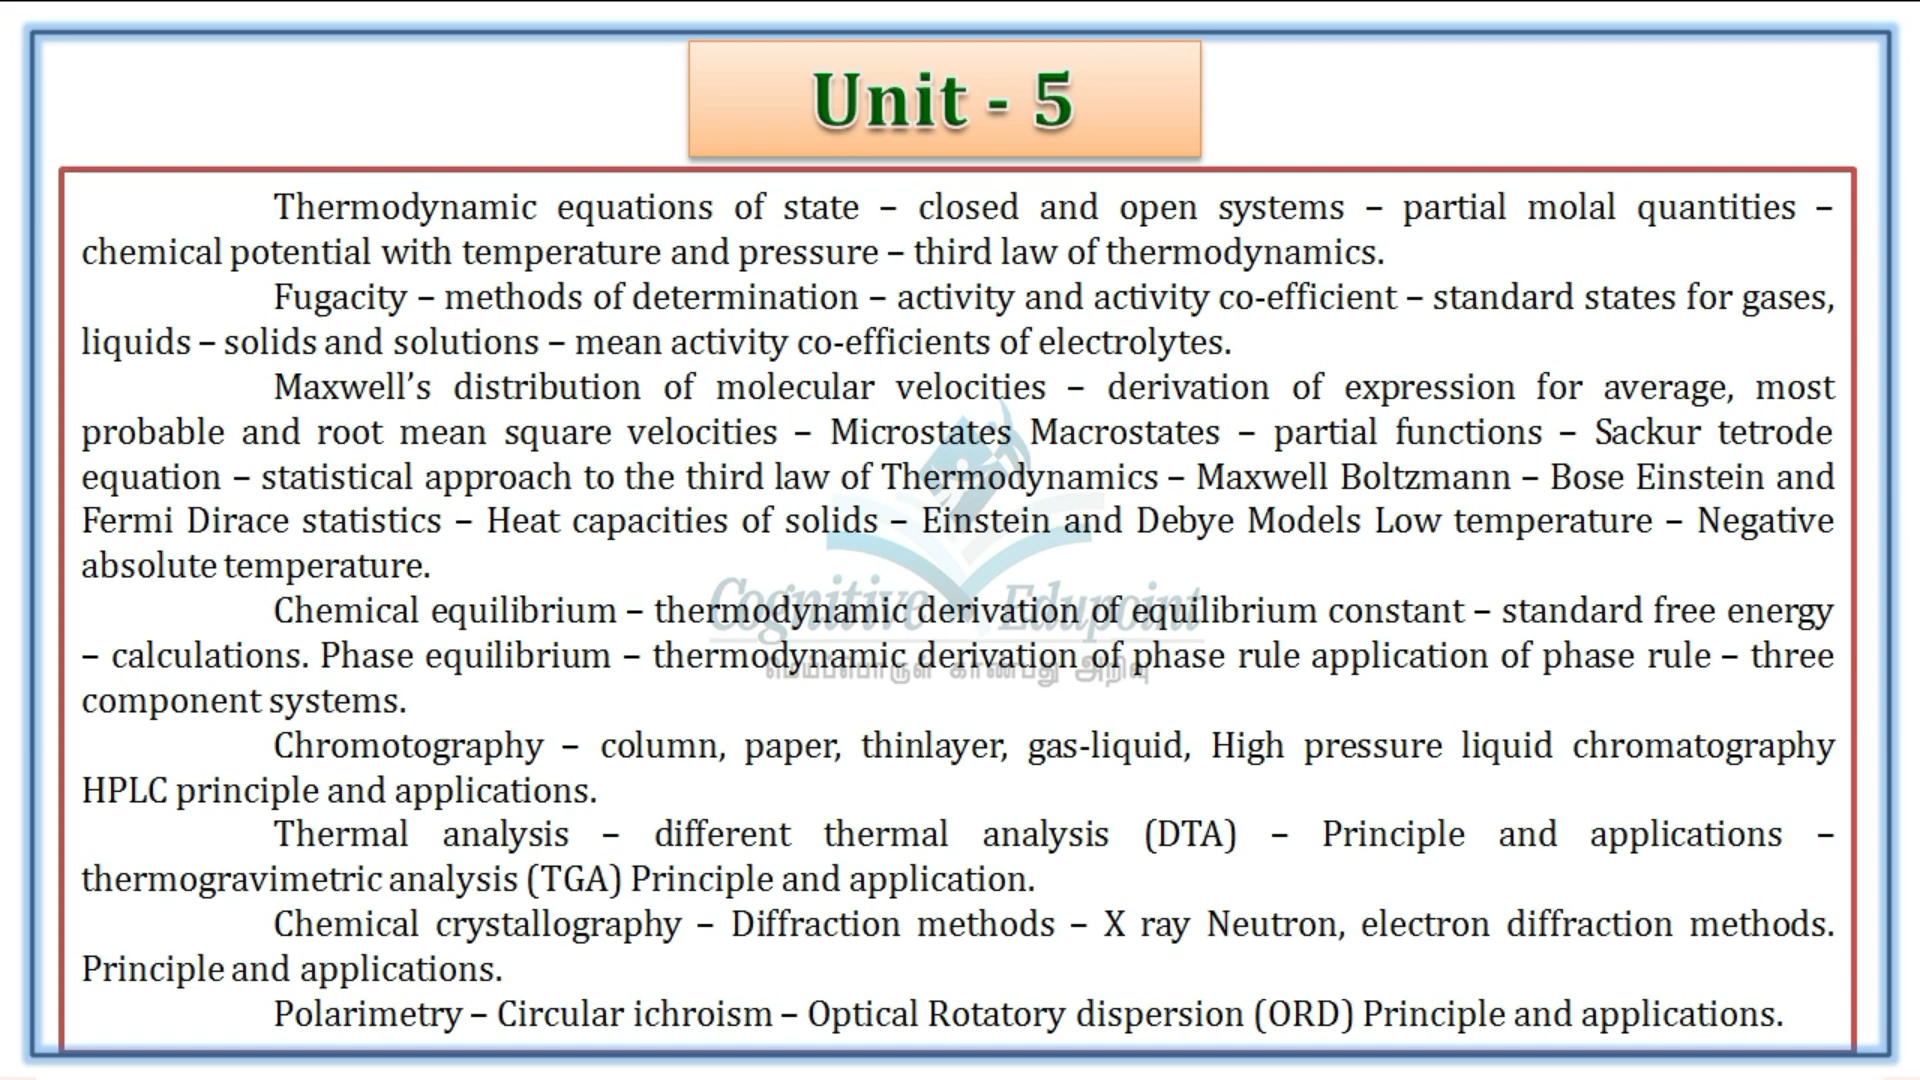 Unit - 5
Thermodynamic equations of state – closed and open systems – partial molal quantities –
chemical potential with temperature and pressure – third law of thermodynamics.
Fugacity – methods of determination – activity and activity co-efficient – standard states for gases,
liquids – solids and solutions – mean activity co-efficients of electrolytes.
Maxwell’s distribution of molecular velocities – derivation of expression for average, most
probable and root mean square velocities – Microstates Macrostates – partial functions – Sackur tetrode
equation – statistical approach to the third law of Thermodynamics – Maxwell Boltzmann – Bose Einstein and
Fermi Dirace statistics – Heat capacities of solids – Einstein and Debye Models Low temperature – Negative
absolute temperature.
Chemical equilibrium – thermodynamic derivation of equilibrium constant – standard free energy
– calculations. Phase equilibrium – thermodynamic derivation of phase rule application of phase rule – three
component systems.
Chromotography – column, paper, thinlayer, gas-liquid, High pressure liquid chromatography
HPLC principle and applications.
Thermal analysis – different thermal analysis (DTA) – Principle and applications –
thermogravimetric analysis (TGA) Principle and application.
Chemical crystallography – Diffraction methods – X ray Neutron, electron diffraction methods.
Principle and applications.
Polarimetry – Circular ichroism – Optical Rotatory dispersion (ORD) Principle and applications.
Cognitive Edupoint
மெய்ப்பொருள் காண்பது அறிவு